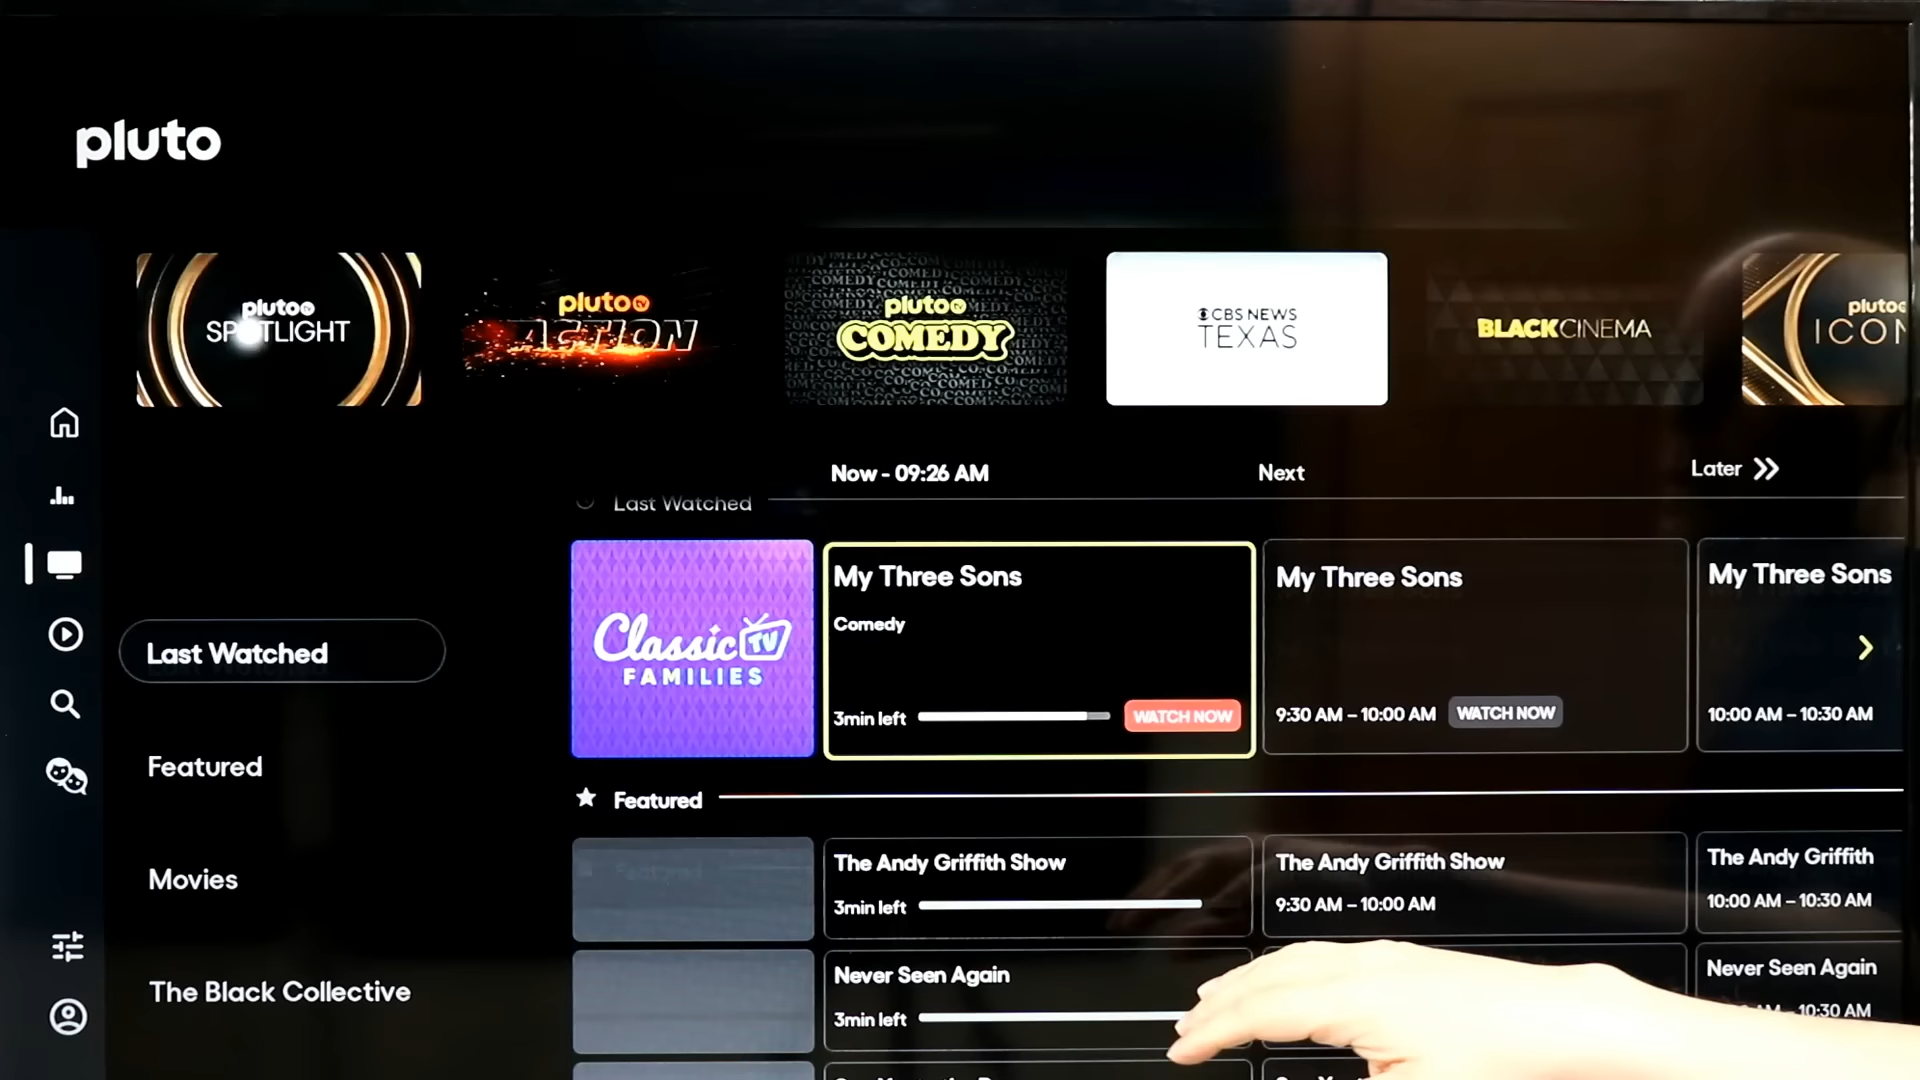 pluto
pluto tv
SPOTLIGHT
pluto tv
ACTION
pluto tv
COMEDY
CBS NEWS
TEXAS
BLACKCINEMA
pluto
ICON
Now - 09:26 AM
Next
Later
Last Watched
Classic TV
FAMILIES
My Three Sons
Comedy
3min left
WATCH NOW
My Three Sons
9:30 AM – 10:00 AM
WATCH NOW
My Three Sons
10:00 AM – 10:30 AM
Last Watched
Featured
Movies
The Black Collective
Featured
The Andy Griffith Show
3min left
The Andy Griffith Show
9:30 AM – 10:00 AM
The Andy Griffith
10:00 AM – 10:30 AM
Never Seen Again
3min left
Never Seen Again
AM – 10:30 AM